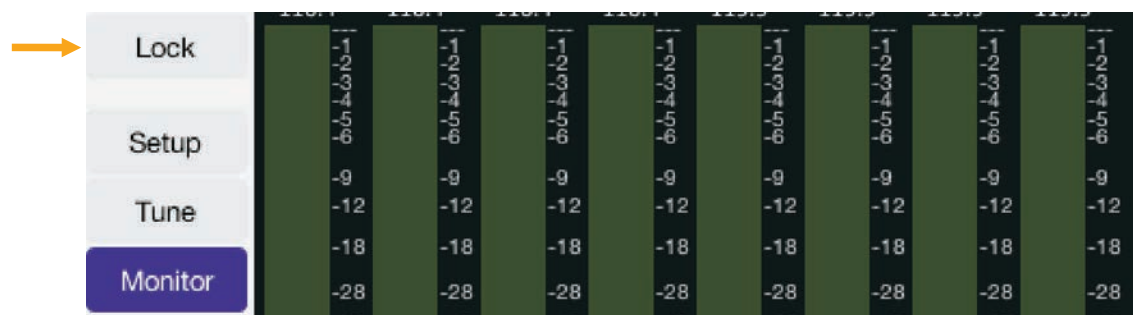 Lock
Setup
Tune
Monitor
--- --- --- --- --- --- --- ---
-1 -1 -1 -1 -1 -1 -1 -1
-2 -2 -2 -2 -2 -2 -2 -2
-3 -3 -3 -3 -3 -3 -3 -3
-4 -4 -4 -4 -4 -4 -4 -4
-5 -5 -5 -5 -5 -5 -5 -5
-6 -6 -6 -6 -6 -6 -6 -6
-9 -9 -9 -9 -9 -9 -9 -9
-12 -12 -12 -12 -12 -12 -12 -12
-18 -18 -18 -18 -18 -18 -18 -18
-28 -28 -28 -28 -28 -28 -28 -28